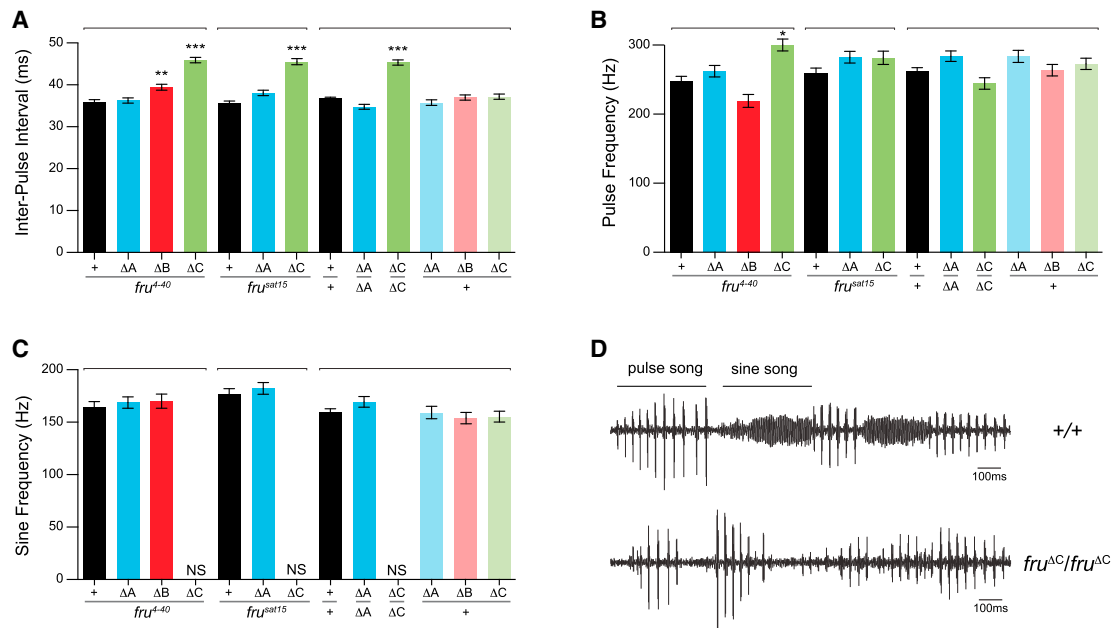 A
Inter-Pulse Interval (ms)
50
40
30
20
10
0
** *** *** ***
+ ΔA ΔB ΔC + ΔA ΔC + ΔA ΔC ΔA ΔB ΔC
fru4-40 frusat15 + ΔA ΔC +
B
Pulse Frequency (Hz)
300
200
100
0
*
+ ΔA ΔB ΔC + ΔA ΔC + ΔA ΔC ΔA ΔB ΔC
fru4-40 frusat15 + ΔA ΔC +
C
Sine Frequency (Hz)
200
150
100
50
0
NS NS NS
+ ΔA ΔB ΔC + ΔA ΔC + ΔA ΔC ΔA ΔB ΔC
fru4-40 frusat15 + ΔA ΔC +
D
pulse song sine song
+/+
100ms
fruΔC/fruΔC
100ms